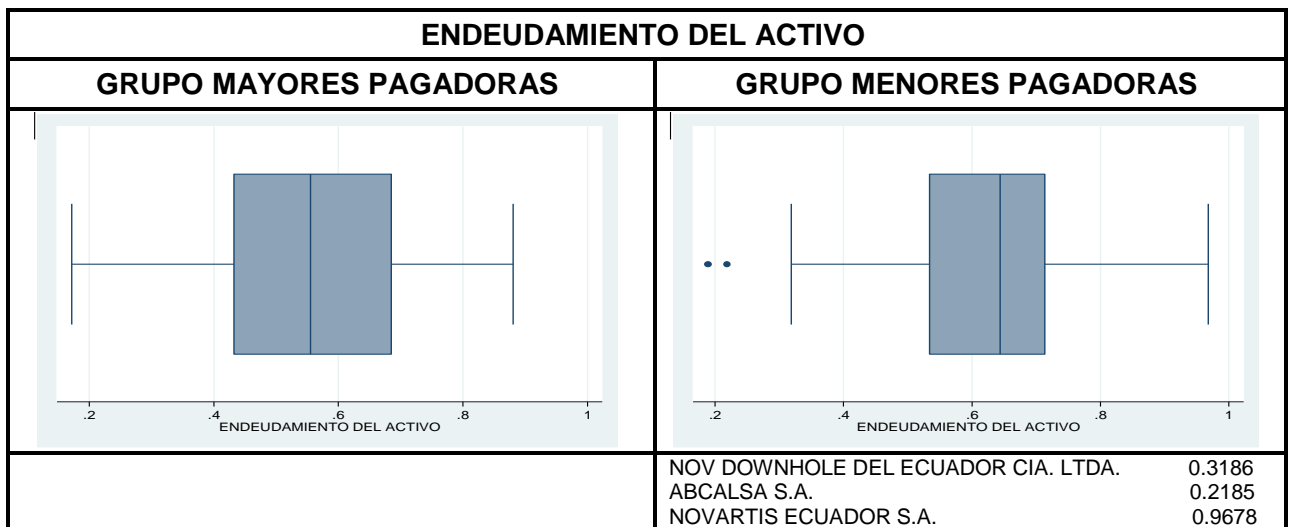 ENDEUDAMIENTO DEL ACTIVO
GRUPO MAYORES PAGADORAS
GRUPO MENORES PAGADORAS
.2 .4 .6 .8 1
ENDEUDAMIENTO DEL ACTIVO
.2 .4 .6 .8 1
ENDEUDAMIENTO DEL ACTIVO
NOV DOWNHOLE DEL ECUADOR CIA. LTDA. 0.3186
ABCALSA S.A. 0.2185
NOVARTIS ECUADOR S.A. 0.9678